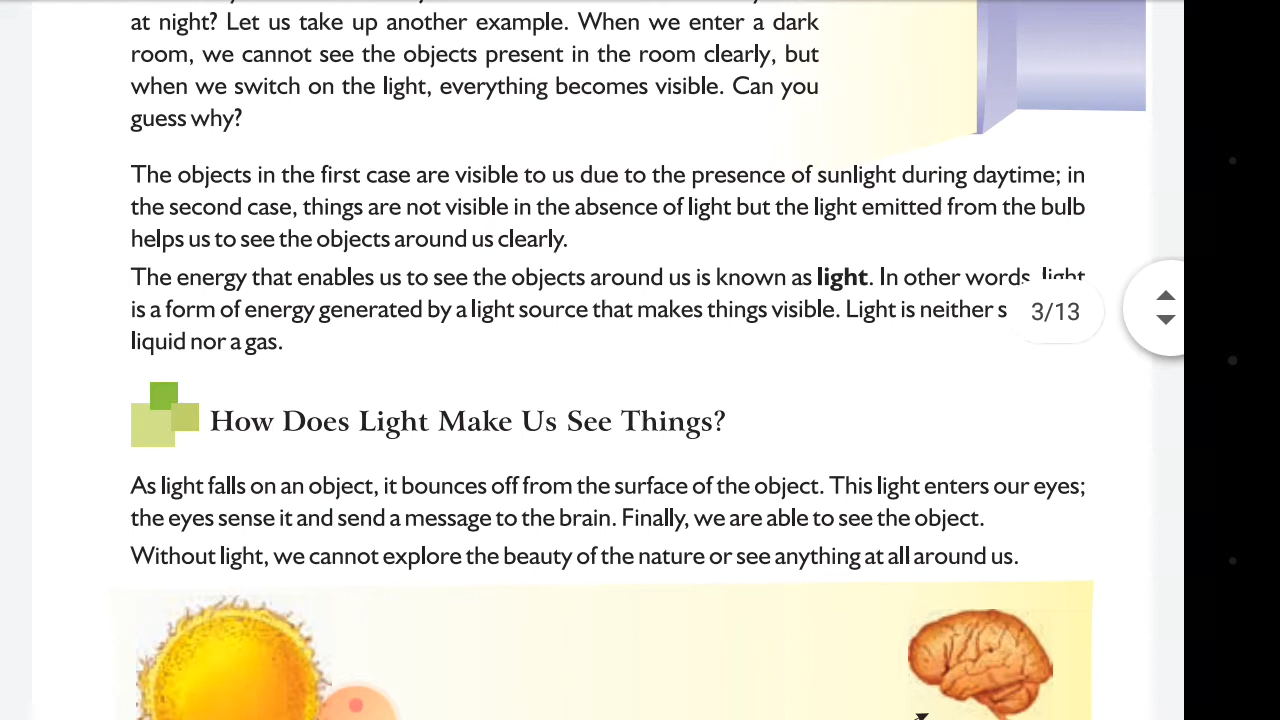 at night? Let us take up another example. When we enter a dark
room, we cannot see the objects present in the room clearly, but
when we switch on the light, everything becomes visible. Can you
guess why?
The objects in the first case are visible to us due to the presence of sunlight during daytime; in
the second case, things are not visible in the absence of light but the light emitted from the bulb
helps us to see the objects around us clearly.
The energy that enables us to see the objects around us is known as light. In other words, light
is a form of energy generated by a light source that makes things visible. Light is neither
3/13
liquid nor a gas.
How Does Light Make Us See Things?
As light falls on an object, it bounces off from the surface of the object. This light enters our eyes;
the eyes sense it and send a message to the brain. Finally, we are able to see the object.
Without light, we cannot explore the beauty of the nature or see anything at all around us.